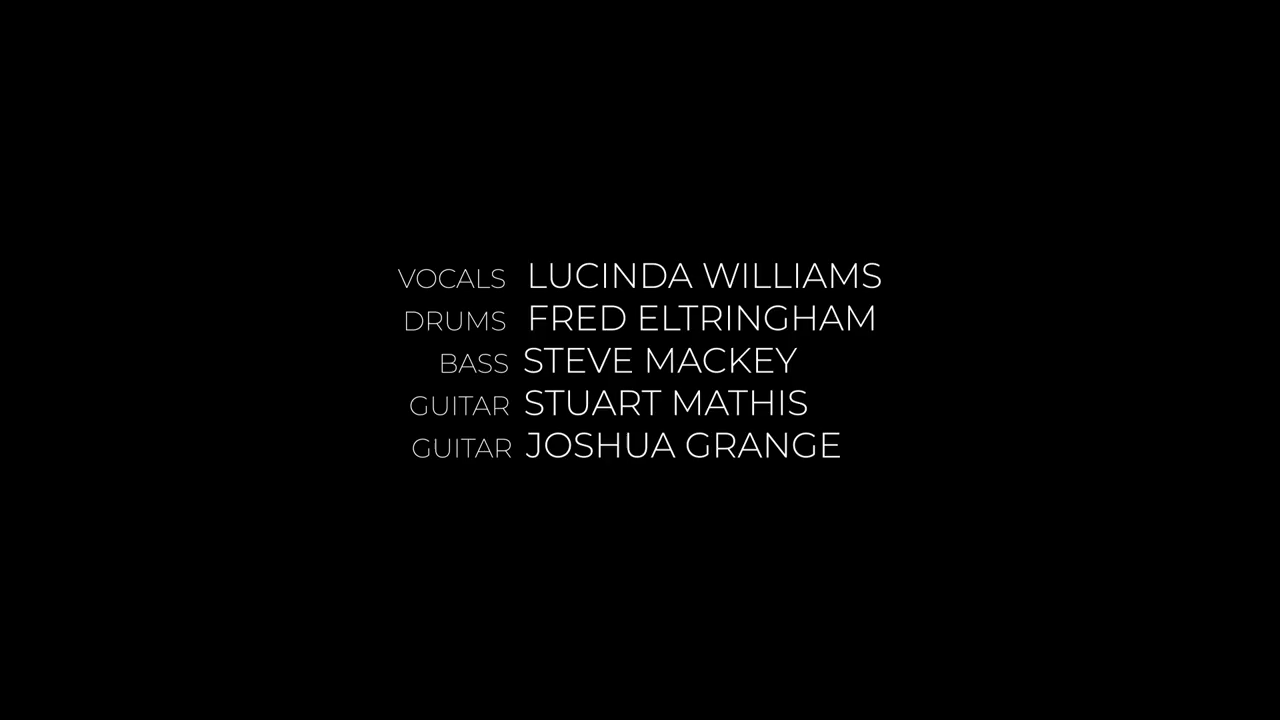 VOCALS LUCINDA WILLIAMS
DRUMS FRED ELTRINGHAM
BASS STEVE MACKEY
GUITAR STUART MATHIS
GUITAR JOSHUA GRANGE